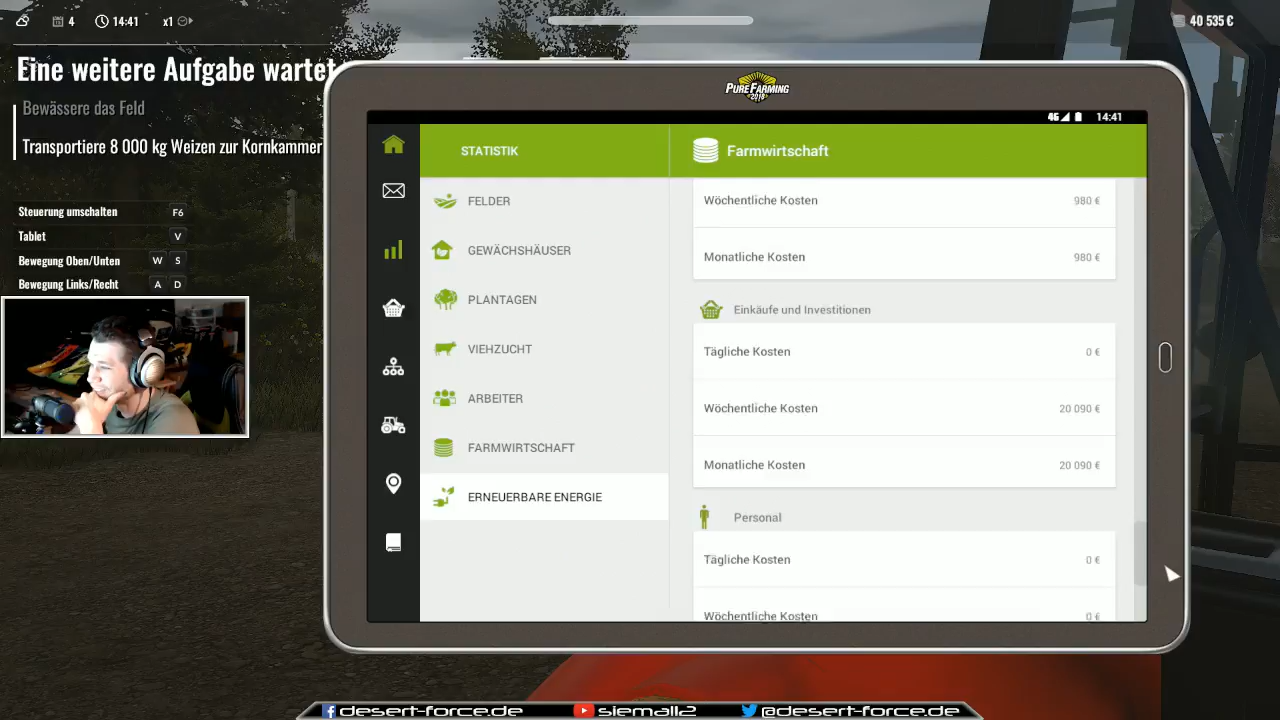 4 14:41 x1
40 535 €
Eine weitere Aufgabe wartet
Bewässere das Feld
Transportiere 8 000 kg Weizen zur Kornkammer
Steuerung umschalten F6
Tablet V
Bewegung Oben/Unten W S
Bewegung Links/Recht A D
PURE FARMING
2018
4G 14:41
STATISTIK
FELDER
GEWÄCHSHÄUSER
PLANTAGEN
VIEHZUCHT
ARBEITER
FARMWIRTSCHAFT
ERNEUERBARE ENERGIE
Farmwirtschaft
Wöchentliche Kosten 980 €
Monatliche Kosten 980 €
Einkäufe und Investitionen
Tägliche Kosten 0 €
Wöchentliche Kosten 20 090 €
Monatliche Kosten 20 090 €
Personal
Tägliche Kosten 0 €
Wöchentliche Kosten 0 €
desert-force.de siemall2 @desert-force.de